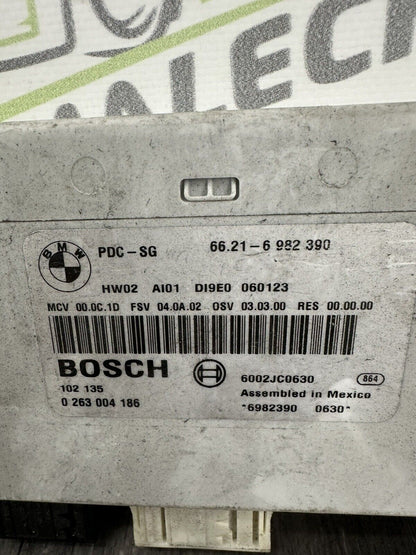 PDC-SG 66.21-6 982 390
BMW
HW02 AI01 DI9E0 060123
MCV 00.0C.1D FSV 04.0A.02 OSV 03.03.00 RES 00.00.00
BOSCH 6002JC0630 864
102 135 Assembled in Mexico
0 263 004 186 *6982390 0630*